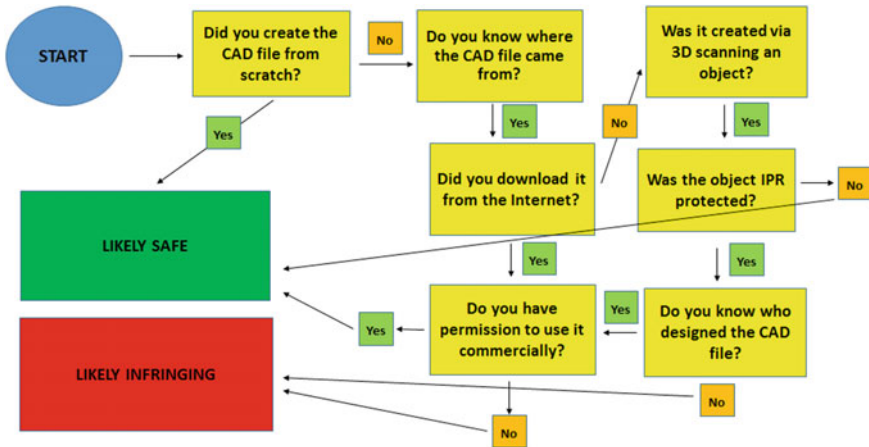 START
Did you create the
CAD file from
scratch?
No
Do you know where
the CAD file came
from?
Was it created via
3D scanning an
object?
Yes
Yes
No
Yes
Did you download it
from the Internet?
Was the object IPR
protected?
No
LIKELY SAFE
Yes
Yes
Do you have
permission to use it
commercially?
Yes
Yes
Do you know who
designed the CAD
file?
LIKELY INFRINGING
No
No